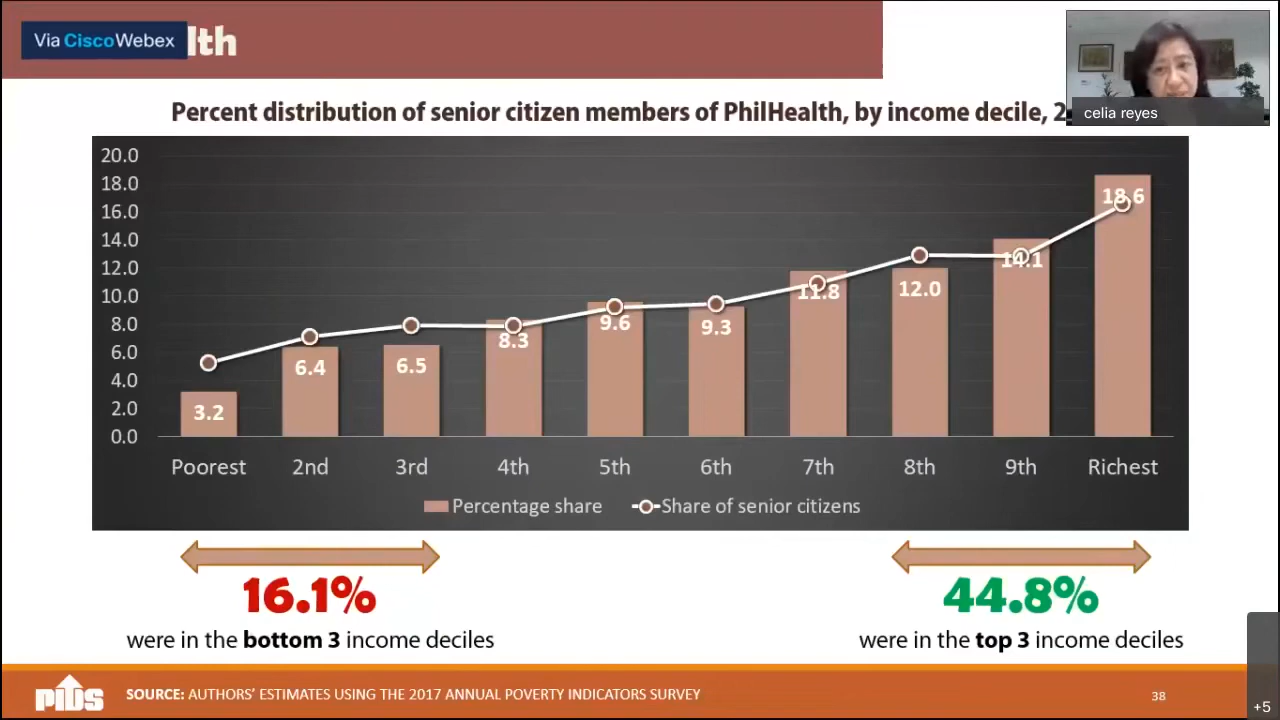 Via Cisco Webex
lth
celia reyes
Percent distribution of senior citizen members of PhilHealth, by income decile, 2
20.0
18.0
16.0
14.0
12.0
10.0
8.0
6.0
4.0
2.0
0.0
3.2
6.4
6.5
8.3
9.6
9.3
11.8
12.0
14.1
18.6
Poorest 2nd 3rd 4th 5th 6th 7th 8th 9th Richest
Percentage share Share of senior citizens
16.1%
were in the bottom 3 income deciles
44.8%
were in the top 3 income deciles
PIDS
SOURCE: AUTHORS' ESTIMATES USING THE 2017 ANNUAL POVERTY INDICATORS SURVEY
38
+5